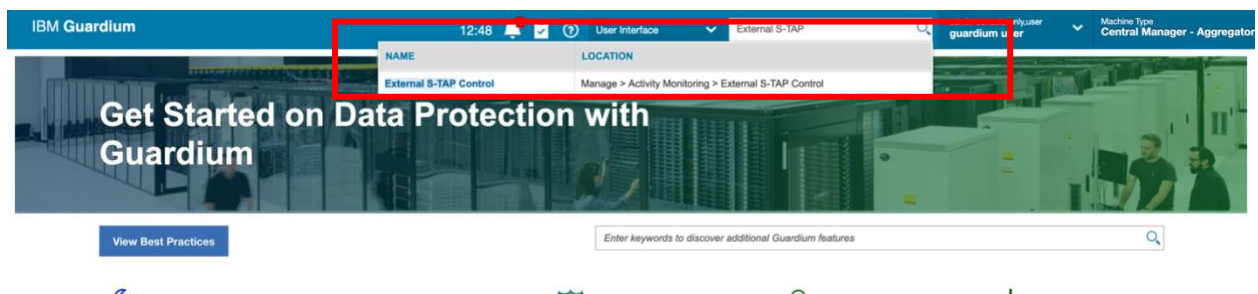 IBM Guardium
12:48
User Interface
External S-TAP
only,user
guardium user
Machine Type
Central Manager - Aggregator
NAME
LOCATION
External S-TAP Control
Manage > Activity Monitoring > External S-TAP Control
Get Started on Data Protection with
Guardium
View Best Practices
Enter keywords to discover additional Guardium features